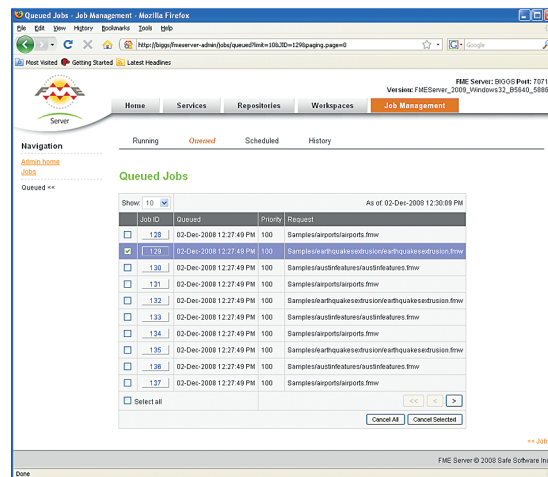 Queued Jobs - Job Management - Mozilla Firefox
File Edit View History Bookmarks Tools Help
http://biggs/fmeserver-admin/jobs/queued?limit=10&JID=129&paging.page=0
Google
Most Visited Getting Started Latest Headlines
FME
Server
FME Server: BIGGS Port: 7071
Version: FMEServer_2009_Windows32_B5640_5886
Home Services Repositories Workspaces Job Management
Running Queued Scheduled History
Navigation
Admin home
Jobs
Queued <<
Queued Jobs
Show: 10 As of: 02-Dec-2008 12:30:09 PM
Job ID Queued Priority Request
128 02-Dec-2008 12:27:49 PM 100 Samples/airports/airports.fmw
129 02-Dec-2008 12:27:49 PM 100 Samples/earthquakesextrusion/earthquakesextrusion.fmw
130 02-Dec-2008 12:27:49 PM 100 Samples/austinfeatures/austinfeatures.fmw
131 02-Dec-2008 12:27:49 PM 100 Samples/airports/airports.fmw
132 02-Dec-2008 12:27:49 PM 100 Samples/earthquakesextrusion/earthquakesextrusion.fmw
133 02-Dec-2008 12:27:49 PM 100 Samples/austinfeatures/austinfeatures.fmw
134 02-Dec-2008 12:27:49 PM 100 Samples/airports/airports.fmw
135 02-Dec-2008 12:27:49 PM 100 Samples/earthquakesextrusion/earthquakesextrusion.fmw
136 02-Dec-2008 12:27:49 PM 100 Samples/austinfeatures/austinfeatures.fmw
137 02-Dec-2008 12:27:49 PM 100 Samples/airports/airports.fmw
Select all << < >
Cancel All Cancel Selected
<< Job
FME Server © 2008 Safe Software Inc
Done